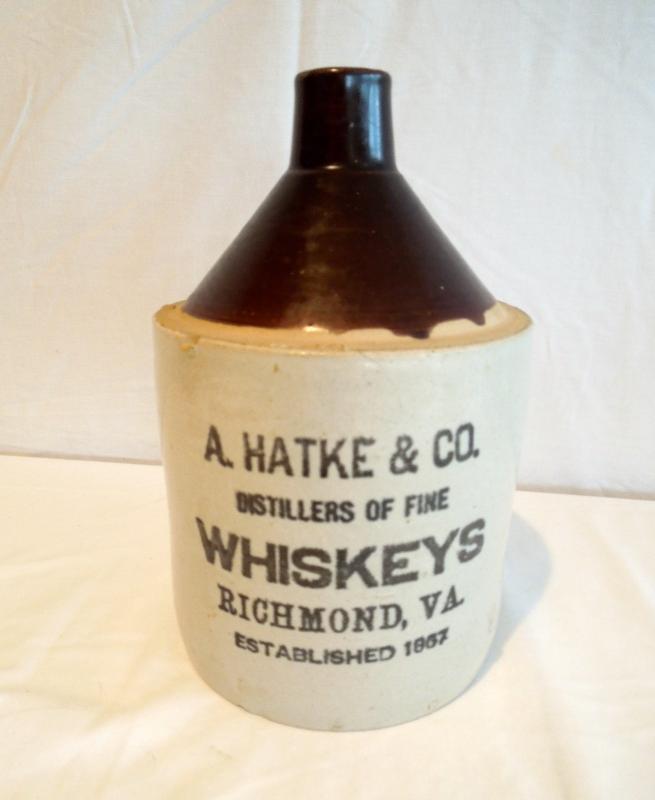 A. HATKE & CO.
DISTILLERS OF FINE
WHISKEYS
RICHMOND, VA.
ESTABLISHED 1867